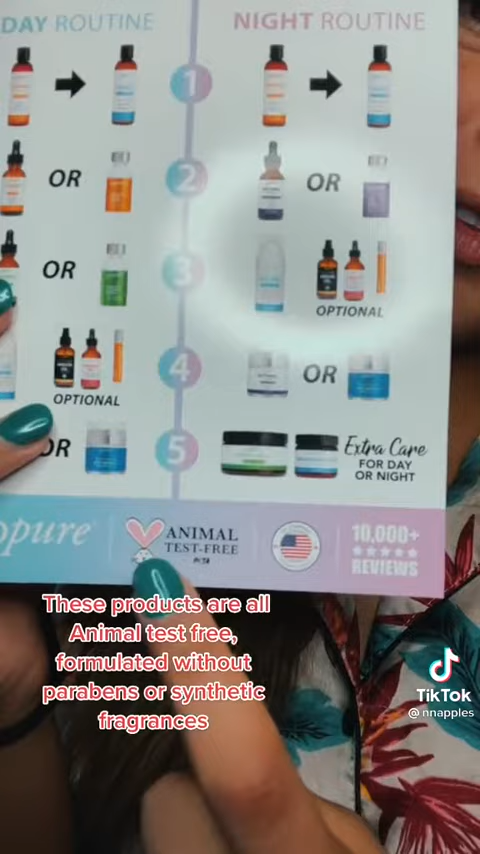 DAY ROUTINE
NIGHT ROUTINE
1
2
OR
OR
3
OR
OPTIONAL
4
OPTIONAL
OR
5
OR
Extra Care
FOR DAY
OR NIGHT
opure
ANIMAL
TEST-FREE
10,000+
REVIEWS
These products are all
Animal test free,
formulated without
parabens or synthetic
fragrances
TikTok
@nnapples